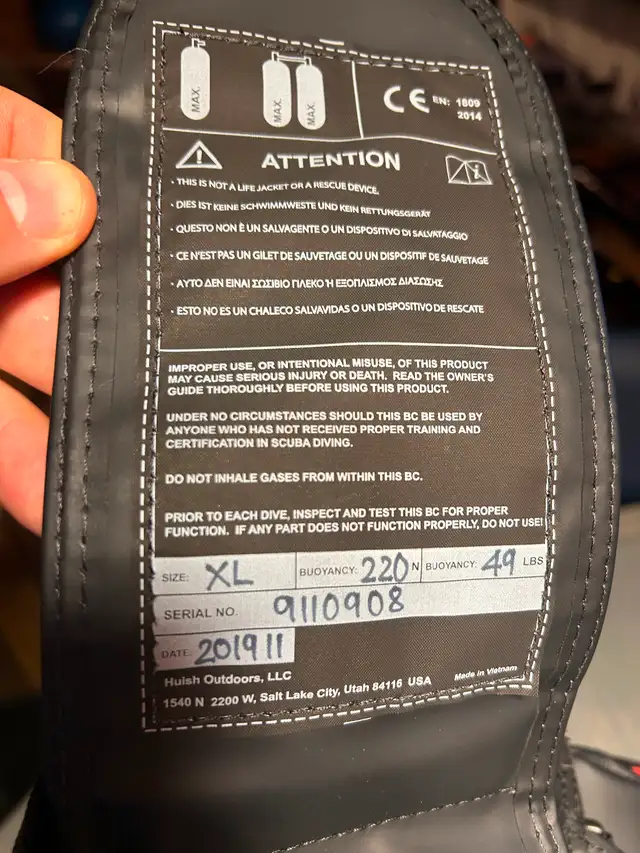 MAX.
MAX.
MAX.
CE EN: 1809
2014
ATTENTION
· THIS IS NOT A LIFE JACKET OR A RESCUE DEVICE.
· DIES IST KEINE SCHWIMMWESTE UND KEIN RETTUNGSGERÄT
· QUESTO NON È UN SALVAGENTE O UN DISPOSITIVO DI SALVATAGGIO
· CE N'EST PAS UN GILET DE SAUVETAGE OU UN DISPOSITIF DE SAUVETAGE
· ΑΥΤΟ ΔΕΝ ΕΙΝΑΙ ΣΩΣΙΒΙΟ ΓΙΛΕΚΟ Ή ΕΞΟΠΛΙΣΜΟΣ ΔΙΑΣΩΣΗΣ
· ESTO NO ES UN CHALECO SALVAVIDAS O UN DISPOSITIVO DE RESCATE
IMPROPER USE, OR INTENTIONAL MISUSE, OF THIS PRODUCT
MAY CAUSE SERIOUS INJURY OR DEATH. READ THE OWNER'S
GUIDE THOROUGHLY BEFORE USING THIS PRODUCT.
UNDER NO CIRCUMSTANCES SHOULD THIS BC BE USED BY
ANYONE WHO HAS NOT RECEIVED PROPER TRAINING AND
CERTIFICATION IN SCUBA DIVING.
DO NOT INHALE GASES FROM WITHIN THIS BC.
PRIOR TO EACH DIVE, INSPECT AND TEST THIS BC FOR PROPER
FUNCTION. IF ANY PART DOES NOT FUNCTION PROPERLY, DO NOT USE!
SIZE: XL BUOYANCY: 220 N BUOYANCY: 49 LBS
SERIAL NO. 9110908
DATE: 201911
Huish Outdoors, LLC
1540 N 2200 W, Salt Lake City, Utah 84116 USA Made in Vietnam